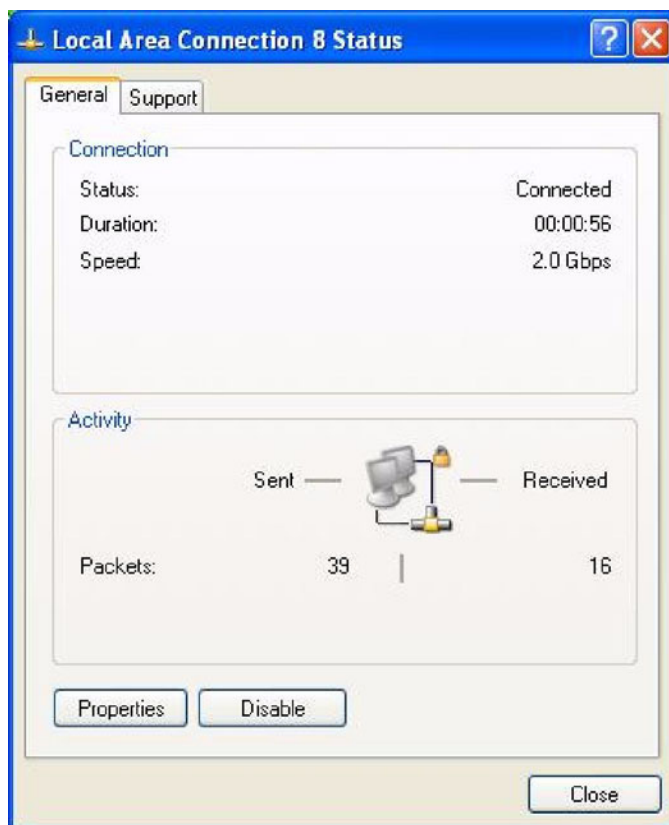 Local Area Connection 8 Status
General Support
Connection
Status: Connected
Duration: 00:00:56
Speed: 2.0 Gbps
Activity
Sent Received
Packets: 39 16
Properties Disable
Close